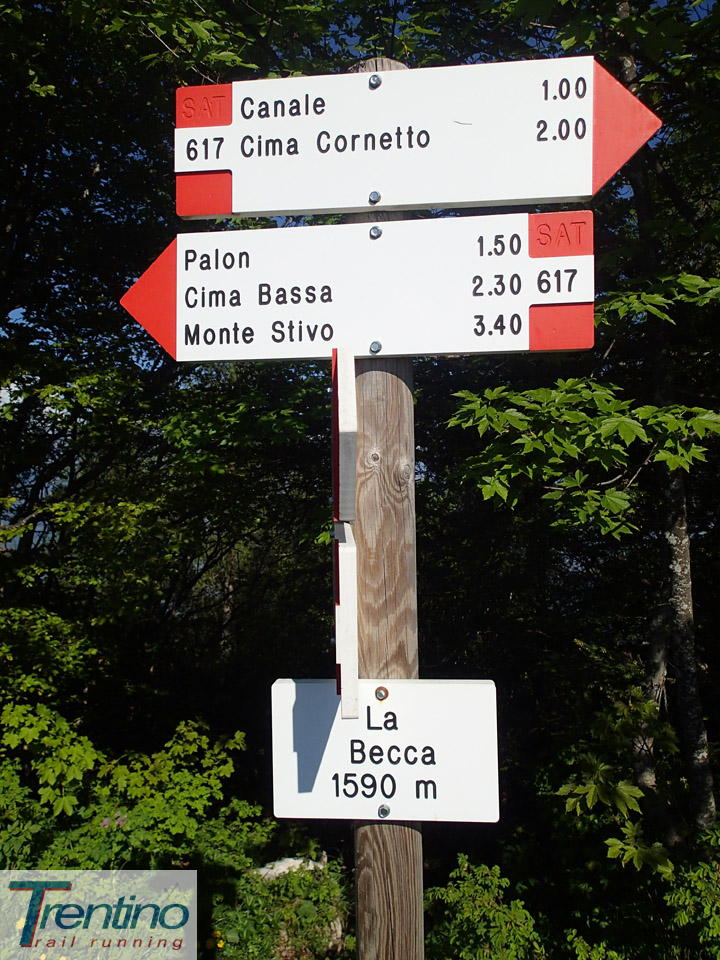 SAT Canale 1.00
617 Cima Cornetto 2.00
Palon 1.50 SAT
Cima Bassa 2.30 617
Monte Stivo 3.40
La
Becca
1590 m
Trentino
Trail running